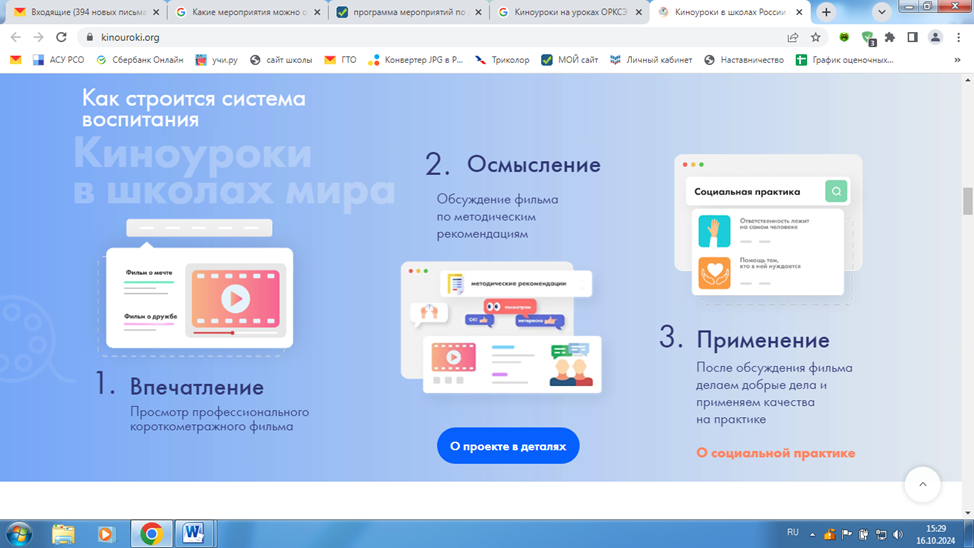 Входящие (394 новых письма
Какие мероприятия можно о
программа мероприятий по
Киноуроки на уроках ОРКСЭ
Киноуроки в школах России
kinouroki.org
3
АСУ РСО
Сбербанк Онлайн
учи.ру
сайт школы
ГТО
Конвертер JPG в P...
Триколор
МОЙ сайт
Личный кабинет
Наставничество
График оценочных...
Как строится система
воспитания
Киноуроки
в школах мира
Фильм о мечте
Фильм о дружбе
1. Впечатление
Просмотр профессионального
короткометражного фильма
2. Осмысление
Обсуждение фильма
по методическим
рекомендациям
методические рекомендации
посмотрим
ОК!
интересно
О проекте в деталях
Социальная практика
Ответственность лежит
на самом человеке
Помощь тем,
кто в ней нуждается
3. Применение
После обсуждения фильма
делаем добрые дела и
применяем качества
на практике
О социальной практике
RU
15:29
16.10.2024